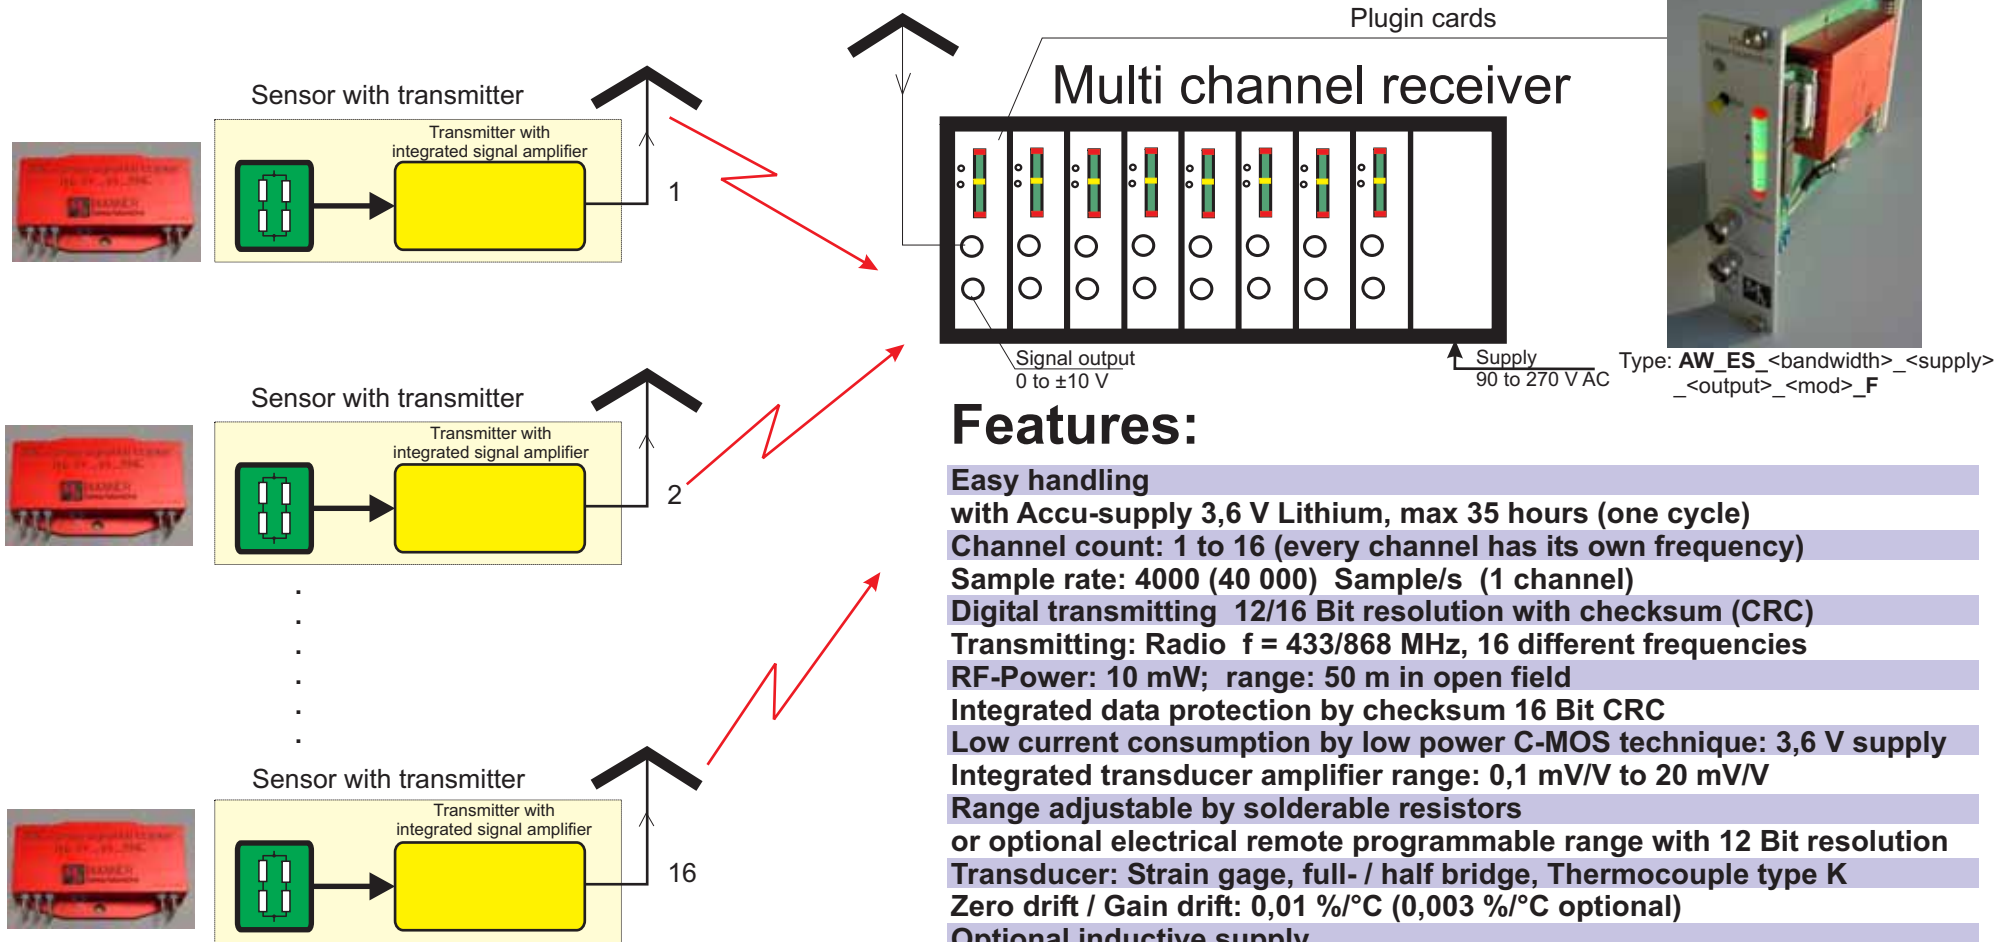 Plugin cards
Multi channel receiver
Sensor with transmitter
Transmitter with
integrated signal amplifier
1
MANNER
Signal output
0 to ±10 V
Supply
90 to 270 V AC
Type: AW_ES_<bandwidth>_<supply>
_<output>_<mod>_F
Sensor with transmitter
Transmitter with
integrated signal amplifier
2
MANNER
.
.
.
.
.
.
Sensor with transmitter
Transmitter with
integrated signal amplifier
16
MANNER
Features:
Easy handling
with Accu-supply 3,6 V Lithium, max 35 hours (one cycle)
Channel count: 1 to 16 (every channel has its own frequency)
Sample rate: 4000 (40 000)  Sample/s  (1 channel)
Digital transmitting  12/16 Bit resolution with checksum (CRC)
Transmitting: Radio  f = 433/868 MHz, 16 different frequencies
RF-Power: 10 mW;  range: 50 m in open field
Integrated data protection by checksum 16 Bit CRC
Low current consumption by low power C-MOS technique: 3,6 V supply
Integrated transducer amplifier range: 0,1 mV/V to 20 mV/V
Range adjustable by solderable resistors
or optional electrical remote programmable range with 12 Bit resolution
Transducer: Strain gage, full- / half bridge, Thermocouple type K
Zero drift / Gain drift: 0,01 %/°C (0,003 %/°C optional)
Optional inductive supply